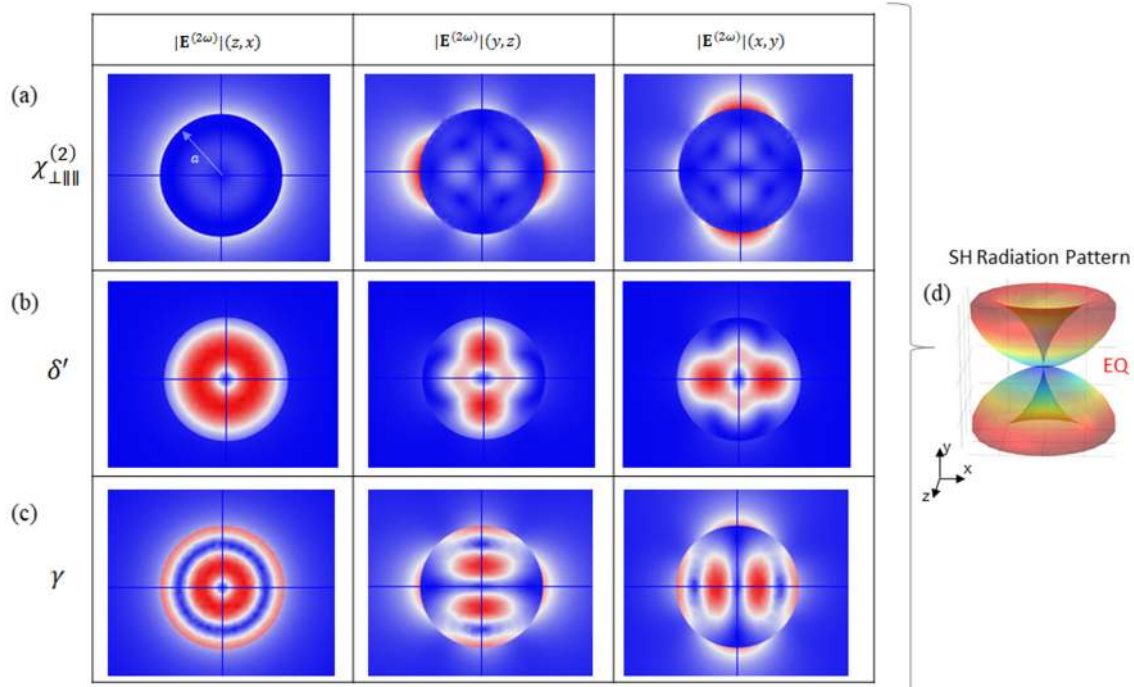 |𝐄⁽²ω⁾|(z, x)
|𝐄⁽²ω⁾|(y, z)
|𝐄⁽²ω⁾|(x, y)
(a)
χ⁽²⁾⊥∥∥
a
(b)
δ′
(c)
γ
SH Radiation Pattern
(d)
EQ
y
x
z